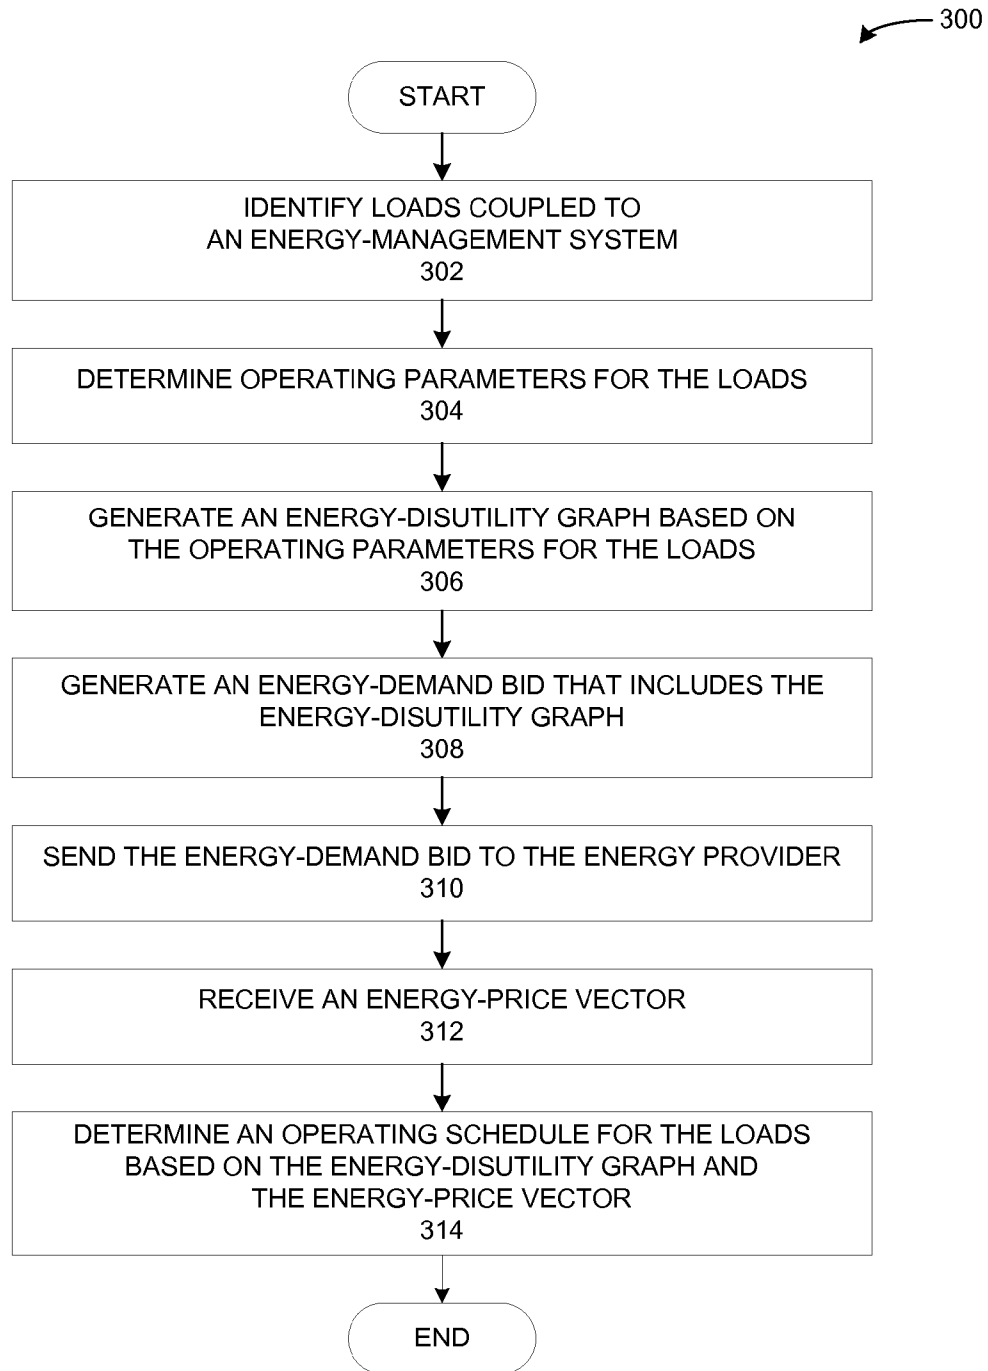 300
START
IDENTIFY LOADS COUPLED TO
AN ENERGY-MANAGEMENT SYSTEM
302
DETERMINE OPERATING PARAMETERS FOR THE LOADS
304
GENERATE AN ENERGY-DISUTILITY GRAPH BASED ON
THE OPERATING PARAMETERS FOR THE LOADS
306
GENERATE AN ENERGY-DEMAND BID THAT INCLUDES THE
ENERGY-DISUTILITY GRAPH
308
SEND THE ENERGY-DEMAND BID TO THE ENERGY PROVIDER
310
RECEIVE AN ENERGY-PRICE VECTOR
312
DETERMINE AN OPERATING SCHEDULE FOR THE LOADS
BASED ON THE ENERGY-DISUTILITY GRAPH AND
THE ENERGY-PRICE VECTOR
314
END